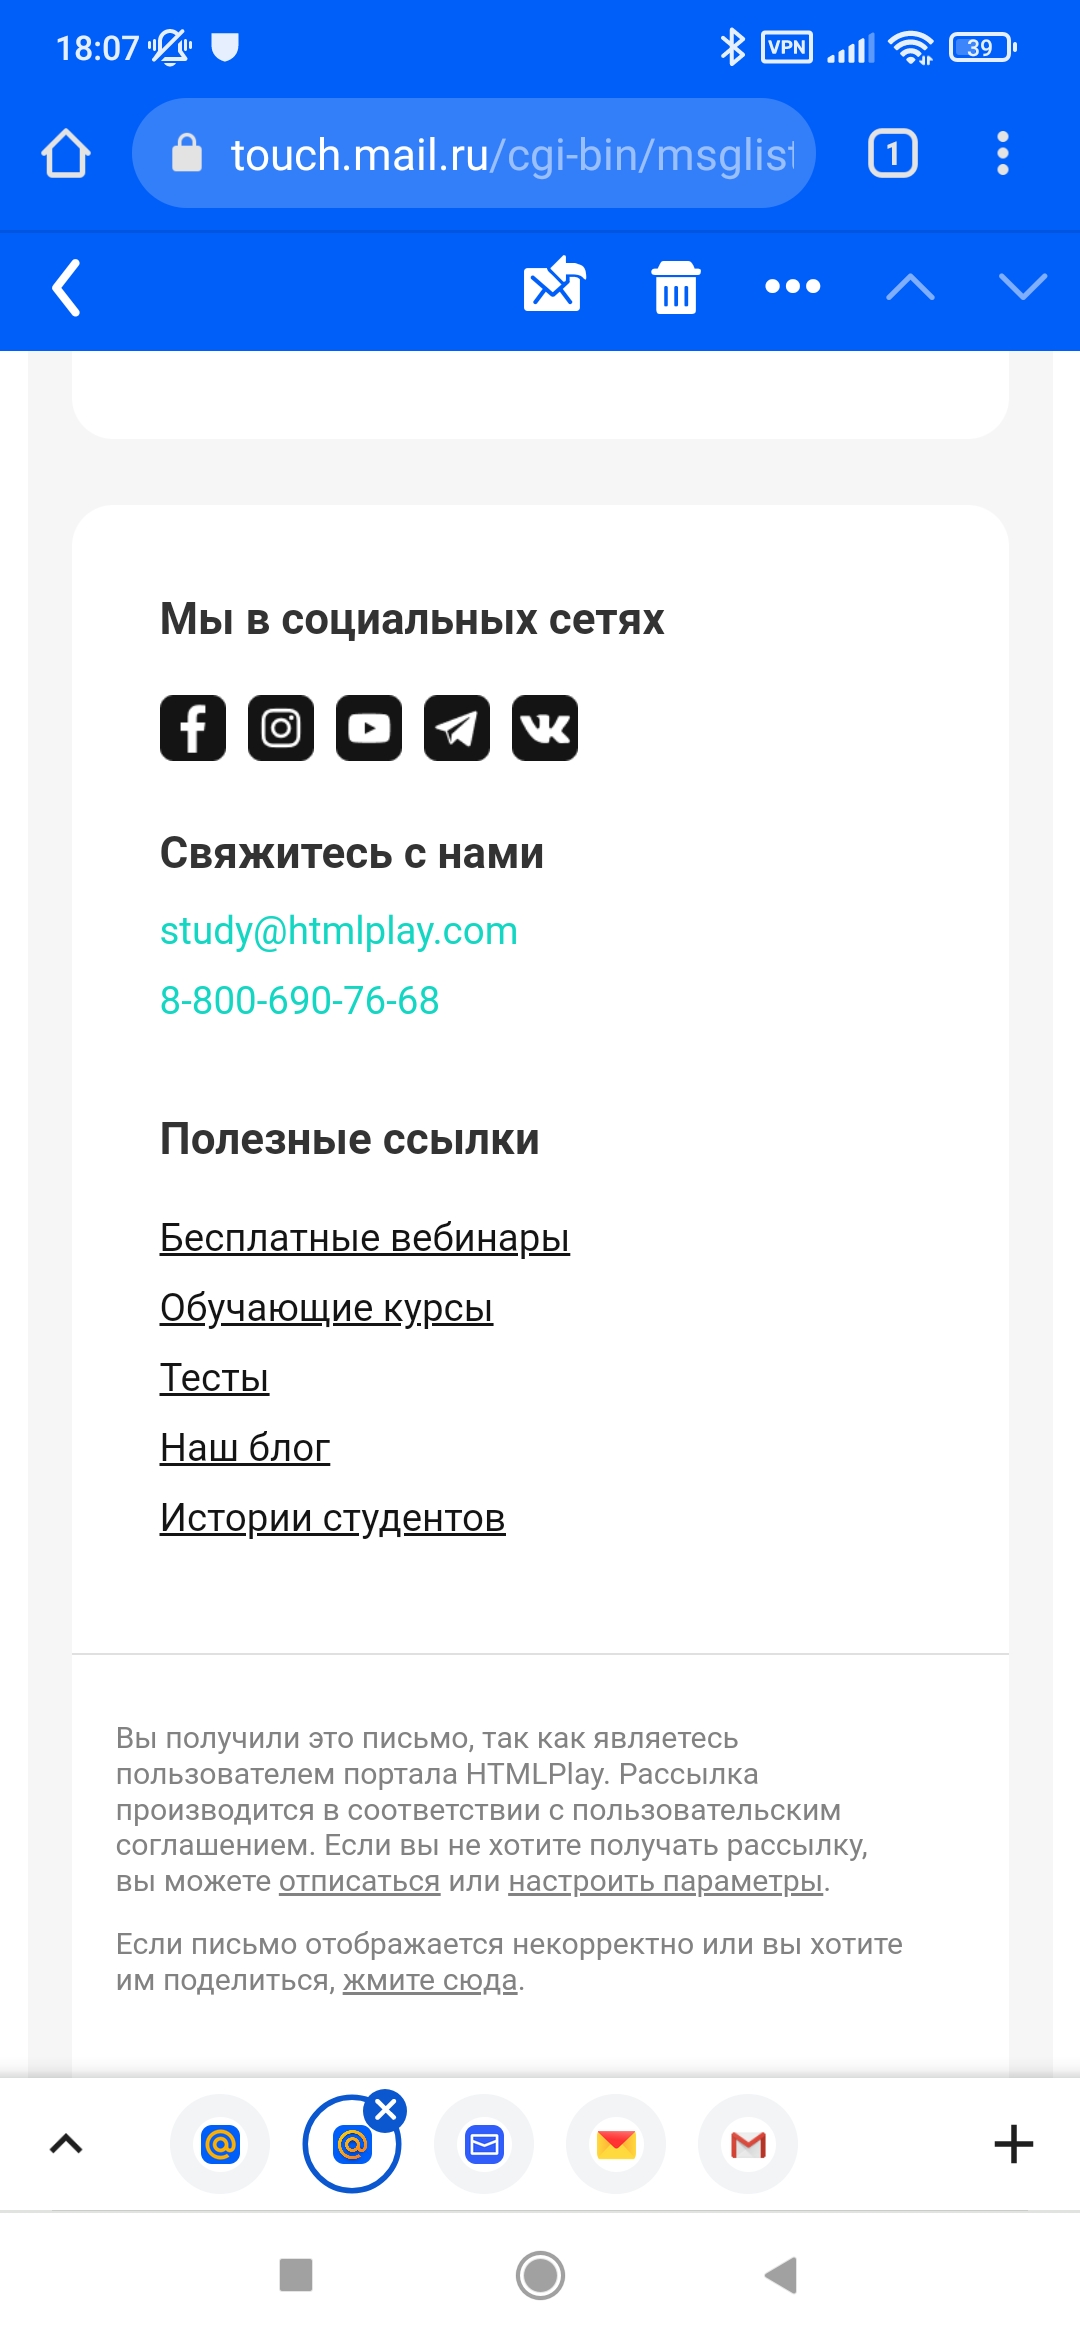 18:07
VPN
39
touch.mail.ru/cgi-bin/msglist
1
Мы в социальных сетях
Свяжитесь с нами
study@htmlplay.com
8-800-690-76-68
Полезные ссылки
Бесплатные вебинары
Обучающие курсы
Тесты
Наш блог
Истории студентов
Вы получили это письмо, так как являетесь
пользователем портала HTMLPlay. Рассылка
производится в соответствии с пользовательским
соглашением. Если вы не хотите получать рассылку,
вы можете отписаться или настроить параметры.
Если письмо отображается некорректно или вы хотите
им поделиться, жмите сюда.